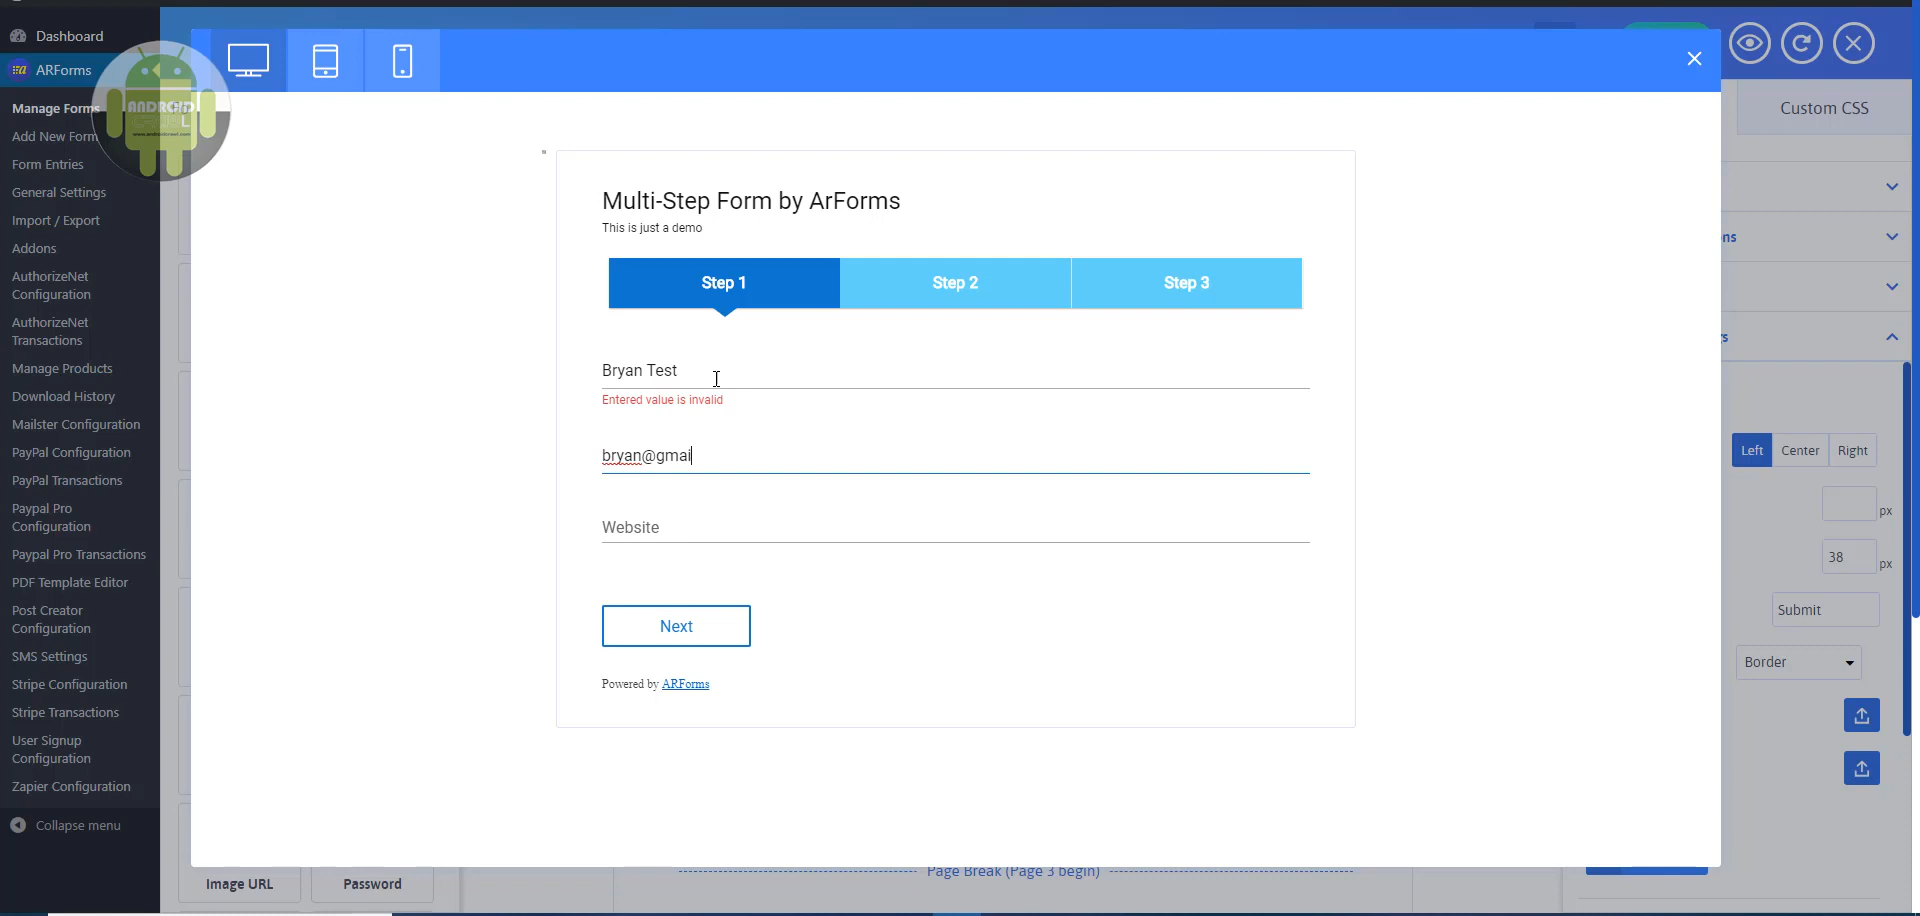 Dashboard
ARForms
Manage Forms
Add New Form
Form Entries
General Settings
Import / Export
Addons
AuthorizeNet
Configuration
AuthorizeNet
Transactions
Manage Products
Download History
Mailster Configuration
PayPal Configuration
PayPal Transactions
Paypal Pro
Configuration
Paypal Pro Transactions
PDF Template Editor
Post Creator
Configuration
SMS Settings
Stripe Configuration
Stripe Transactions
User Signup
Configuration
Zapier Configuration
Collapse menu
ANDROID
Multi-Step Form by ArForms
This is just a demo
Step 1
Step 2
Step 3
Bryan Test
Entered value is invalid
bryan@gmai
Website
Next
Powered by ARForms
Custom CSS
ns
s
Left
Center
Right
px
38
px
Submit
Border
Image URL
Password
Page Break (Page 3 begin)